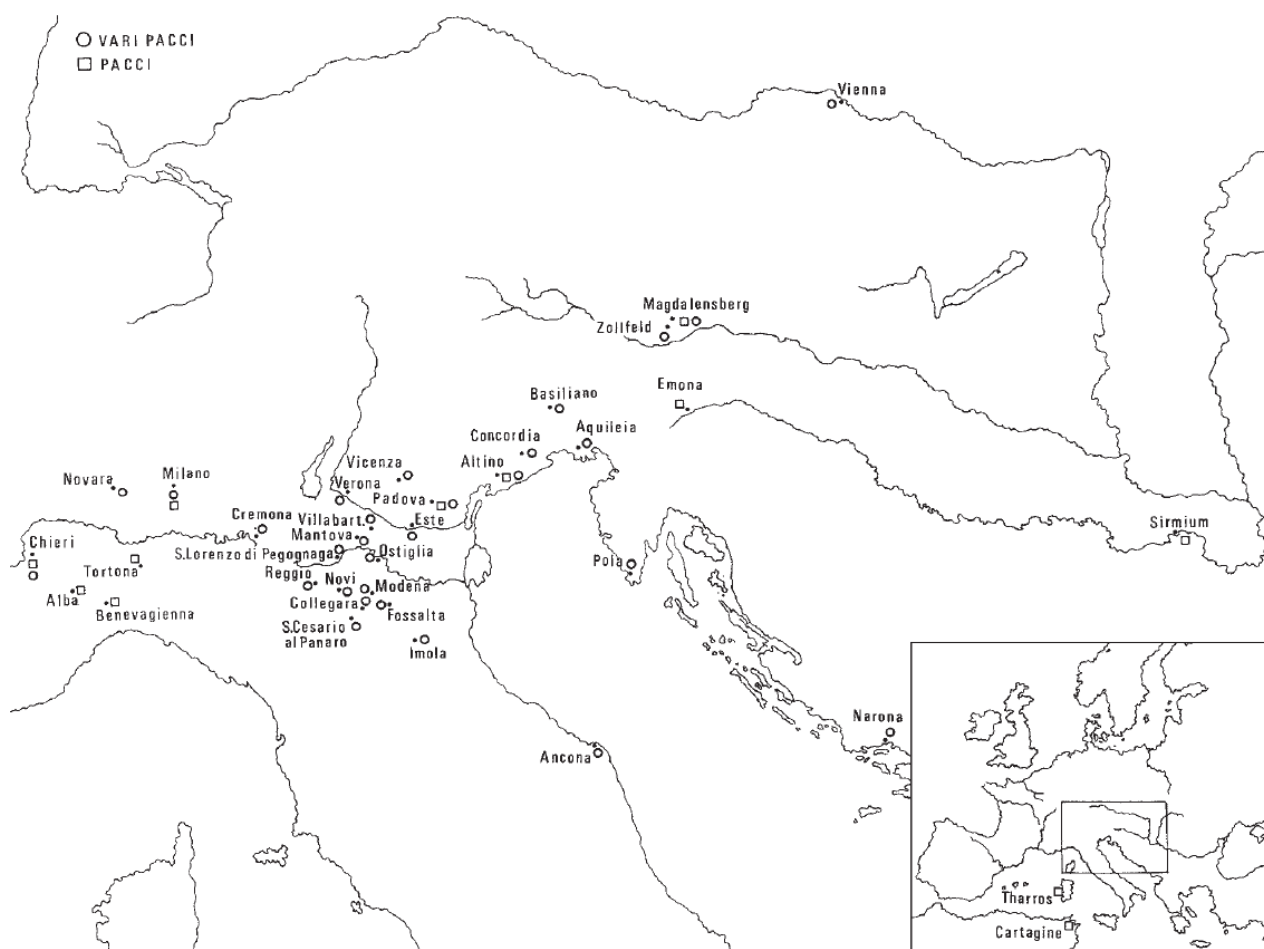 VARI PACCI
PACCI
Vienna
Magdalensberg
Zollfeld
Emona
Basiliano
Aquileia
Concordia
Altino
Vicenza
Verona
Padova
Novara
Milano
Cremona
Villabart.
Este
Mantova
S.Lorenzo di Pegognaga
Ostiglia
Sirmium
Chieri
Tortona
Alba
Benevagienna
Reggio
Novi
Modena
Collegara
Fossalta
S.Cesario
al Panaro
Imola
Pola
Narona
Ancona
Tharros
Cartagine